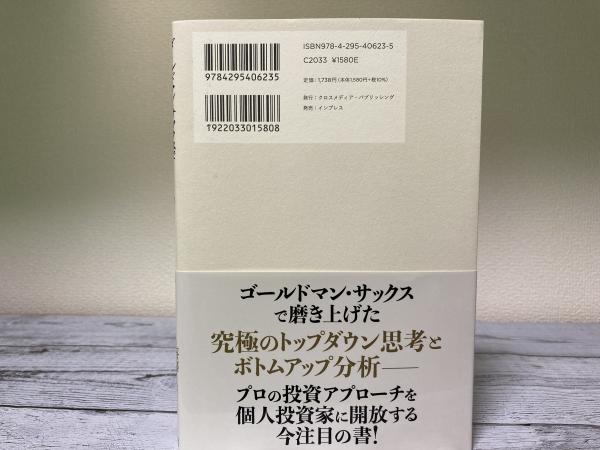 ISBN978-4-295-40623-5
C2033 ¥1580E
定価:1,738円(本体1,580円+税10%)
発行:クロスメディア・パブリッシング
発売:インプレス
9784295406235
1922033015808
ゴールドマン・サックス
で磨き上げた
究極のトップダウン思考と
ボトムアップ分析――
プロの投資アプローチを
個人投資家に開放する
今注目の書!